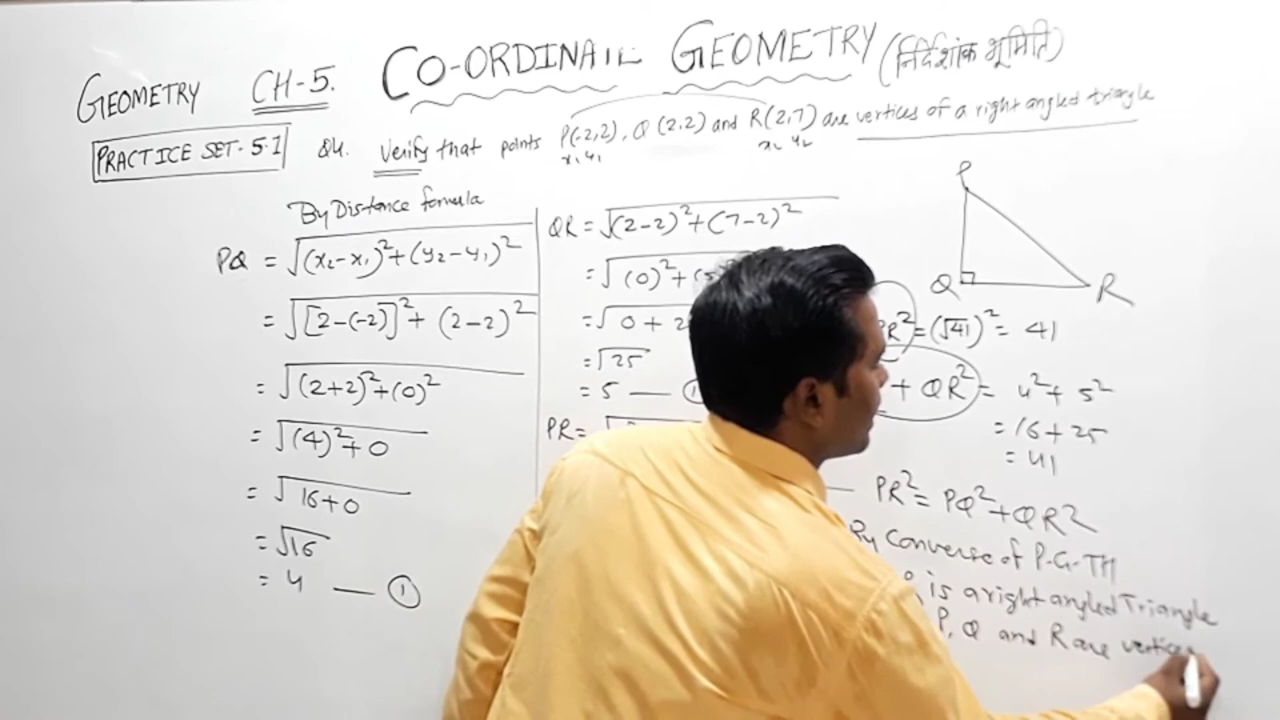 GEOMETRY CH-5. CO-ORDINATE GEOMETRY (निर्देशांक भूमिति)
PRACTICE SET-5.1 Q4. Verify that points P(-2,2), Q(2,2) and R(2,7) are vertices of a right angled triangle
x₁ y₁ x₂ y₂
By Distance formula
PQ = √(x₂-x₁)²+(y₂-y₁)²
= √[2-(-2)]²+(2-2)²
= √(2+2)²+(0)²
= √(4)²+0
= √16+0
= √16
= 4 — ①
QR = √(2-2)²+(7-2)²
= √(0)²+(5
= √0+2
= √25
= 5 —
PR =
P
Q
R
R² = (√41)² = 41
+ QR² = 4²+5²
= 16+25
= 41
PR² = PQ²+QR²
By Converse of P.G.TH
is a right angled Triangle
P, Q and R are vertices